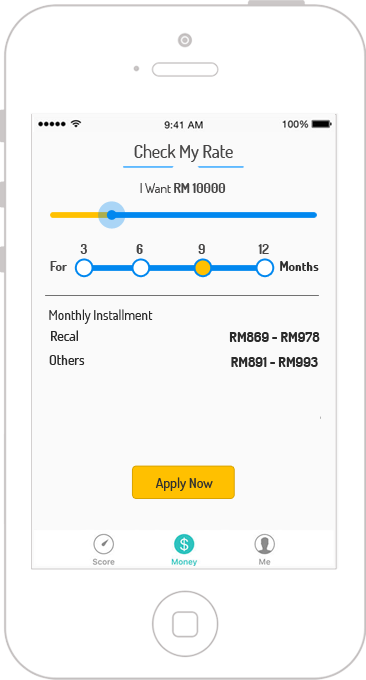 9:41 AM 100%
Check My Rate
I Want RM 10000
3 6 9 12
For Months
Monthly Installment
Recal RM869 - RM978
Others RM891 - RM993
Apply Now
Score Money Me